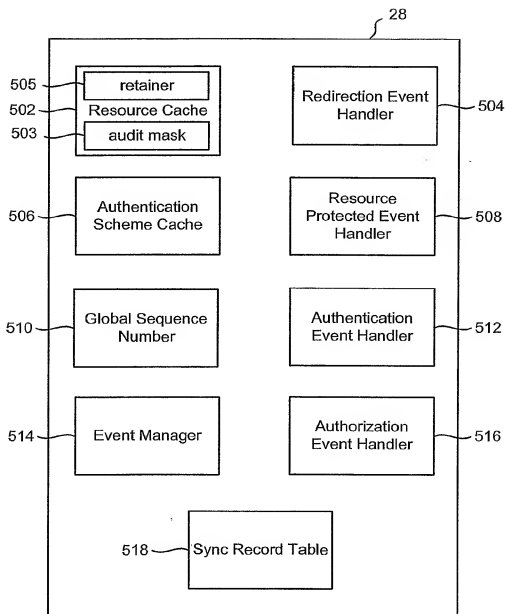 28
505
retainer
502
Resource Cache
503
audit mask
Redirection Event
Handler
504
506
Authentication
Scheme Cache
Resource
Protected Event
Handler
508
510
Global Sequence
Number
Authentication
Event Handler
512
514
Event Manager
Authorization
Event Handler
516
518
Sync Record Table